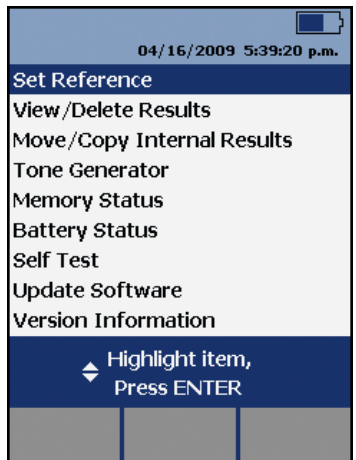 04/16/2009 5:39:20 p.m.
Set Reference
View/Delete Results
Move/Copy Internal Results
Tone Generator
Memory Status
Battery Status
Self Test
Update Software
Version Information
Highlight item,
Press ENTER